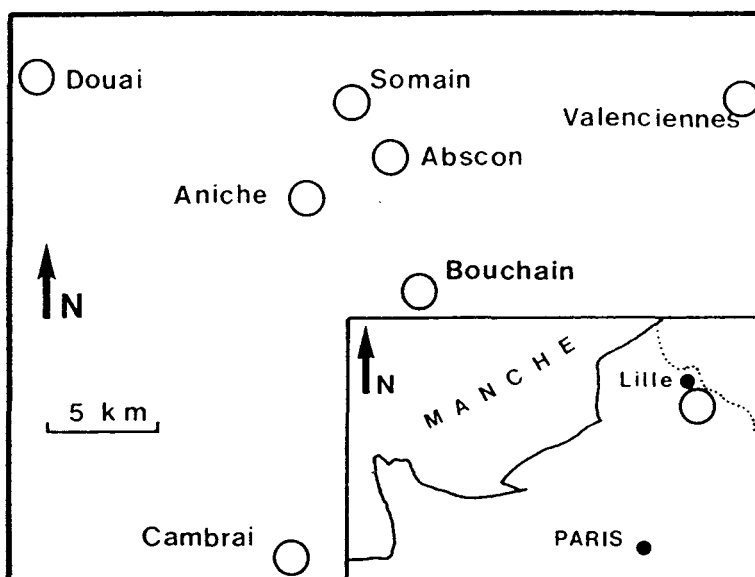 Douai
Somain
Valenciennes
Abscon
Aniche
Bouchain
N
N
MANCHE
Lille
5 km
Cambrai
PARIS